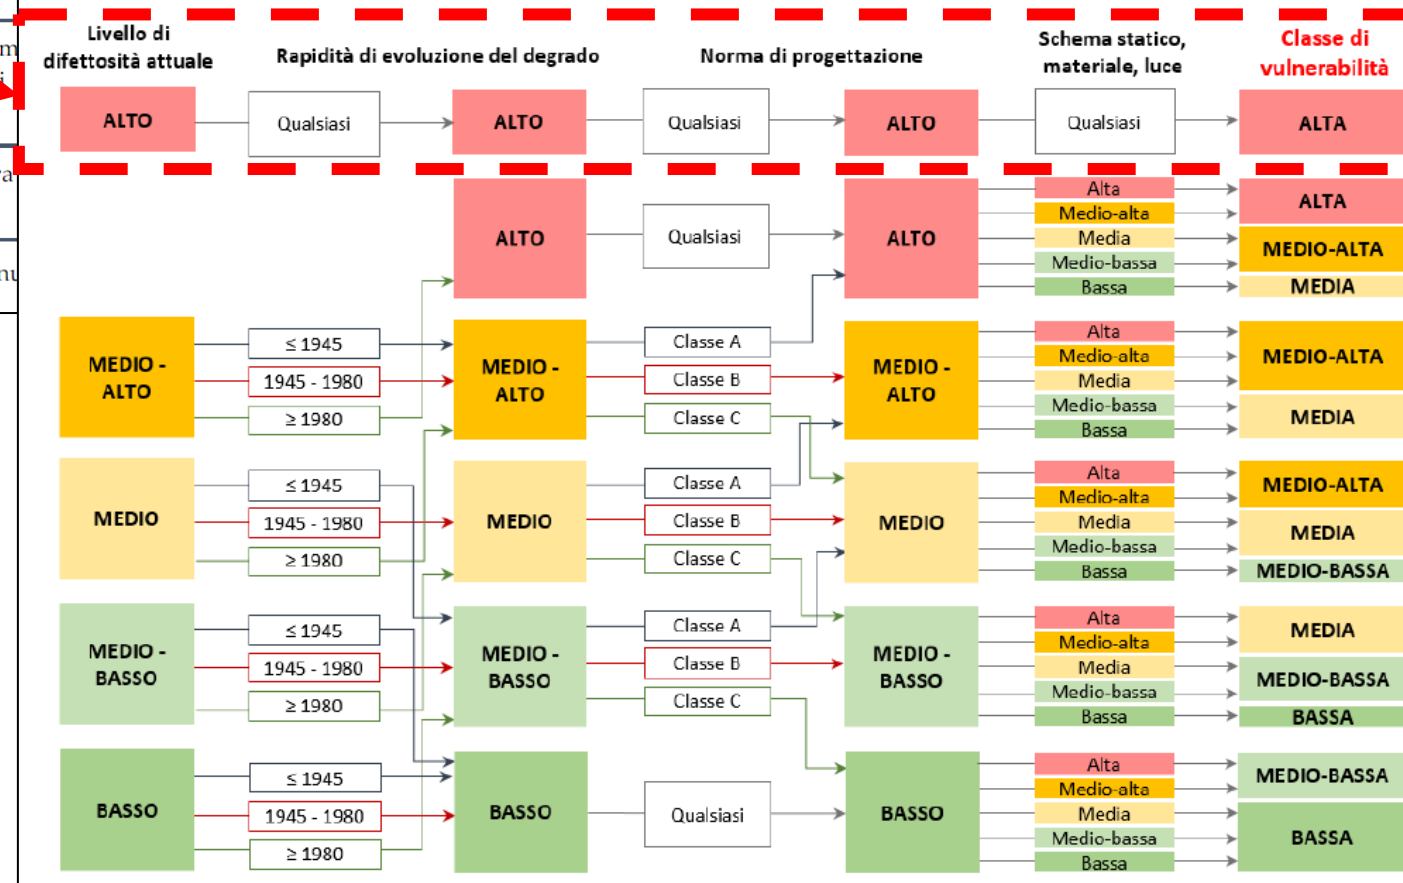 Livello di
difettosità attuale
Rapidità di evoluzione del degrado
Norma di progettazione
Schema statico,
materiale, luce
Classe di
vulnerabilità
ALTO
Qualsiasi
ALTO
Qualsiasi
ALTO
Qualsiasi
ALTA
ALTO
Qualsiasi
ALTO
Alta
Medio-alta
Media
Medio-bassa
Bassa
ALTA
MEDIO-ALTA
MEDIA
MEDIO -
ALTO
≤ 1945
1945 - 1980
≥ 1980
MEDIO -
ALTO
Classe A
Classe B
Classe C
MEDIO -
ALTO
Alta
Medio-alta
Media
Medio-bassa
Bassa
MEDIO-ALTA
MEDIA
MEDIO
≤ 1945
1945 - 1980
≥ 1980
MEDIO
Classe A
Classe B
Classe C
MEDIO
Alta
Medio-alta
Media
Medio-bassa
Bassa
MEDIO-ALTA
MEDIA
MEDIO-BASSA
MEDIO -
BASSO
≤ 1945
1945 - 1980
≥ 1980
MEDIO -
BASSO
Classe A
Classe B
Classe C
MEDIO -
BASSO
Alta
Medio-alta
Media
Medio-bassa
Bassa
MEDIA
MEDIO-BASSA
BASSA
BASSO
≤ 1945
1945 - 1980
≥ 1980
BASSO
Qualsiasi
BASSO
Alta
Medio-alta
Media
Medio-bassa
Bassa
MEDIO-BASSA
BASSA